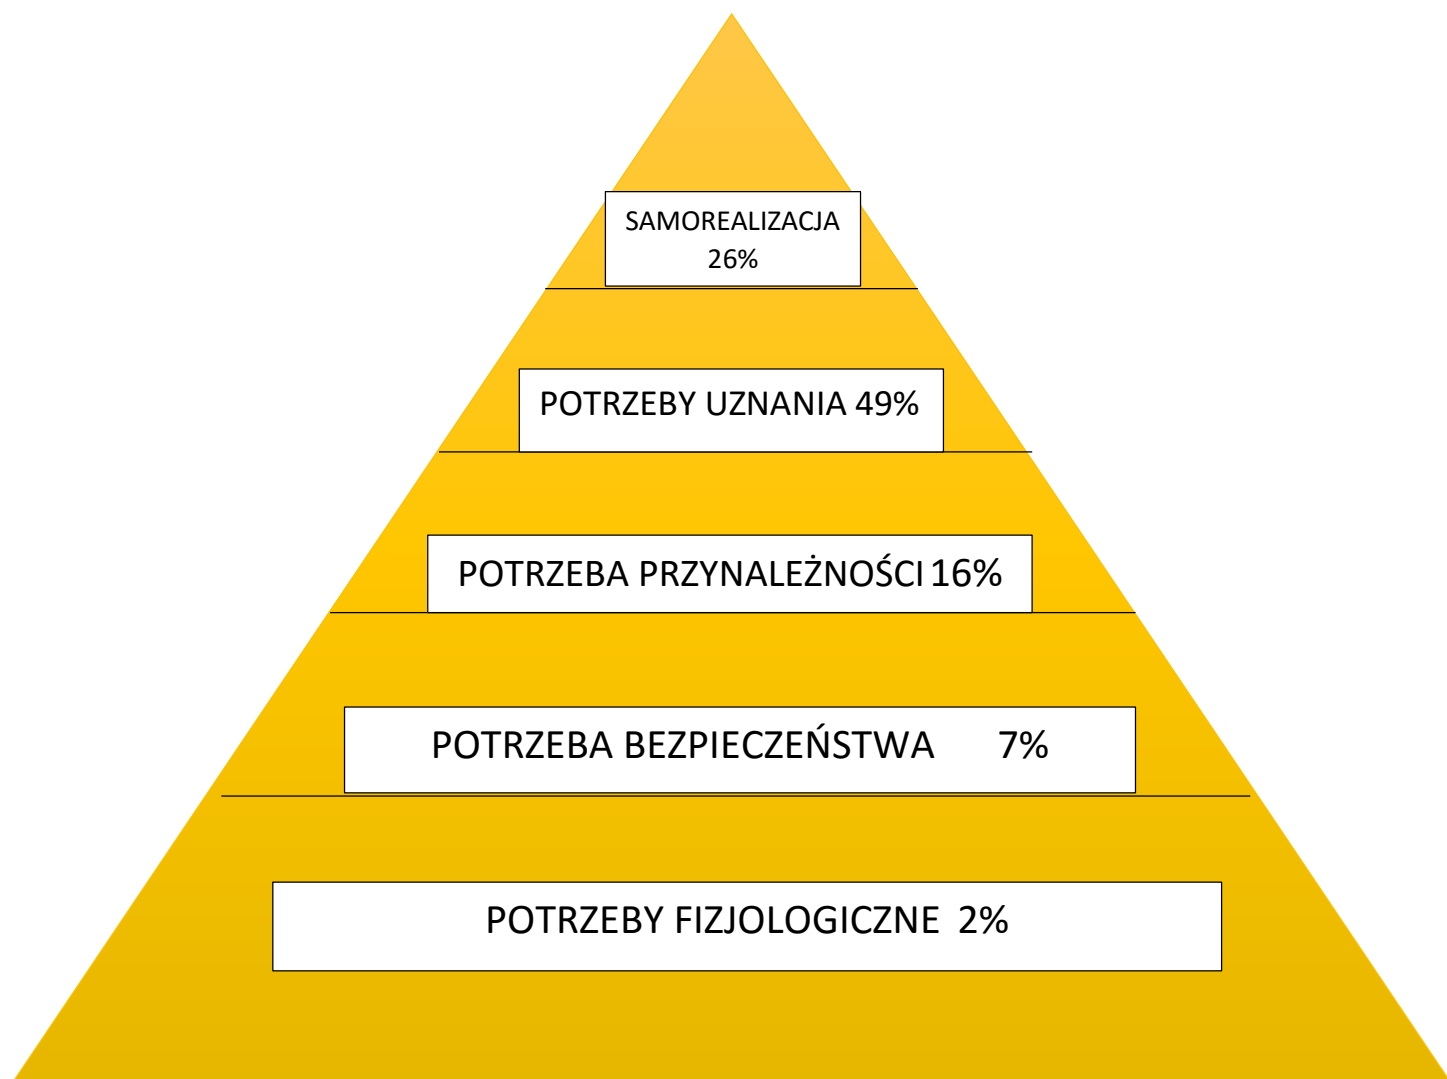 SAMOREALIZACJA
26%
POTRZEBY UZNANIA 49%
POTRZEBA PRZYNALEŻNOŚCI 16%
POTRZEBA BEZPIECZEŃSTWA 7%
POTRZEBY FIZJOLOGICZNE 2%